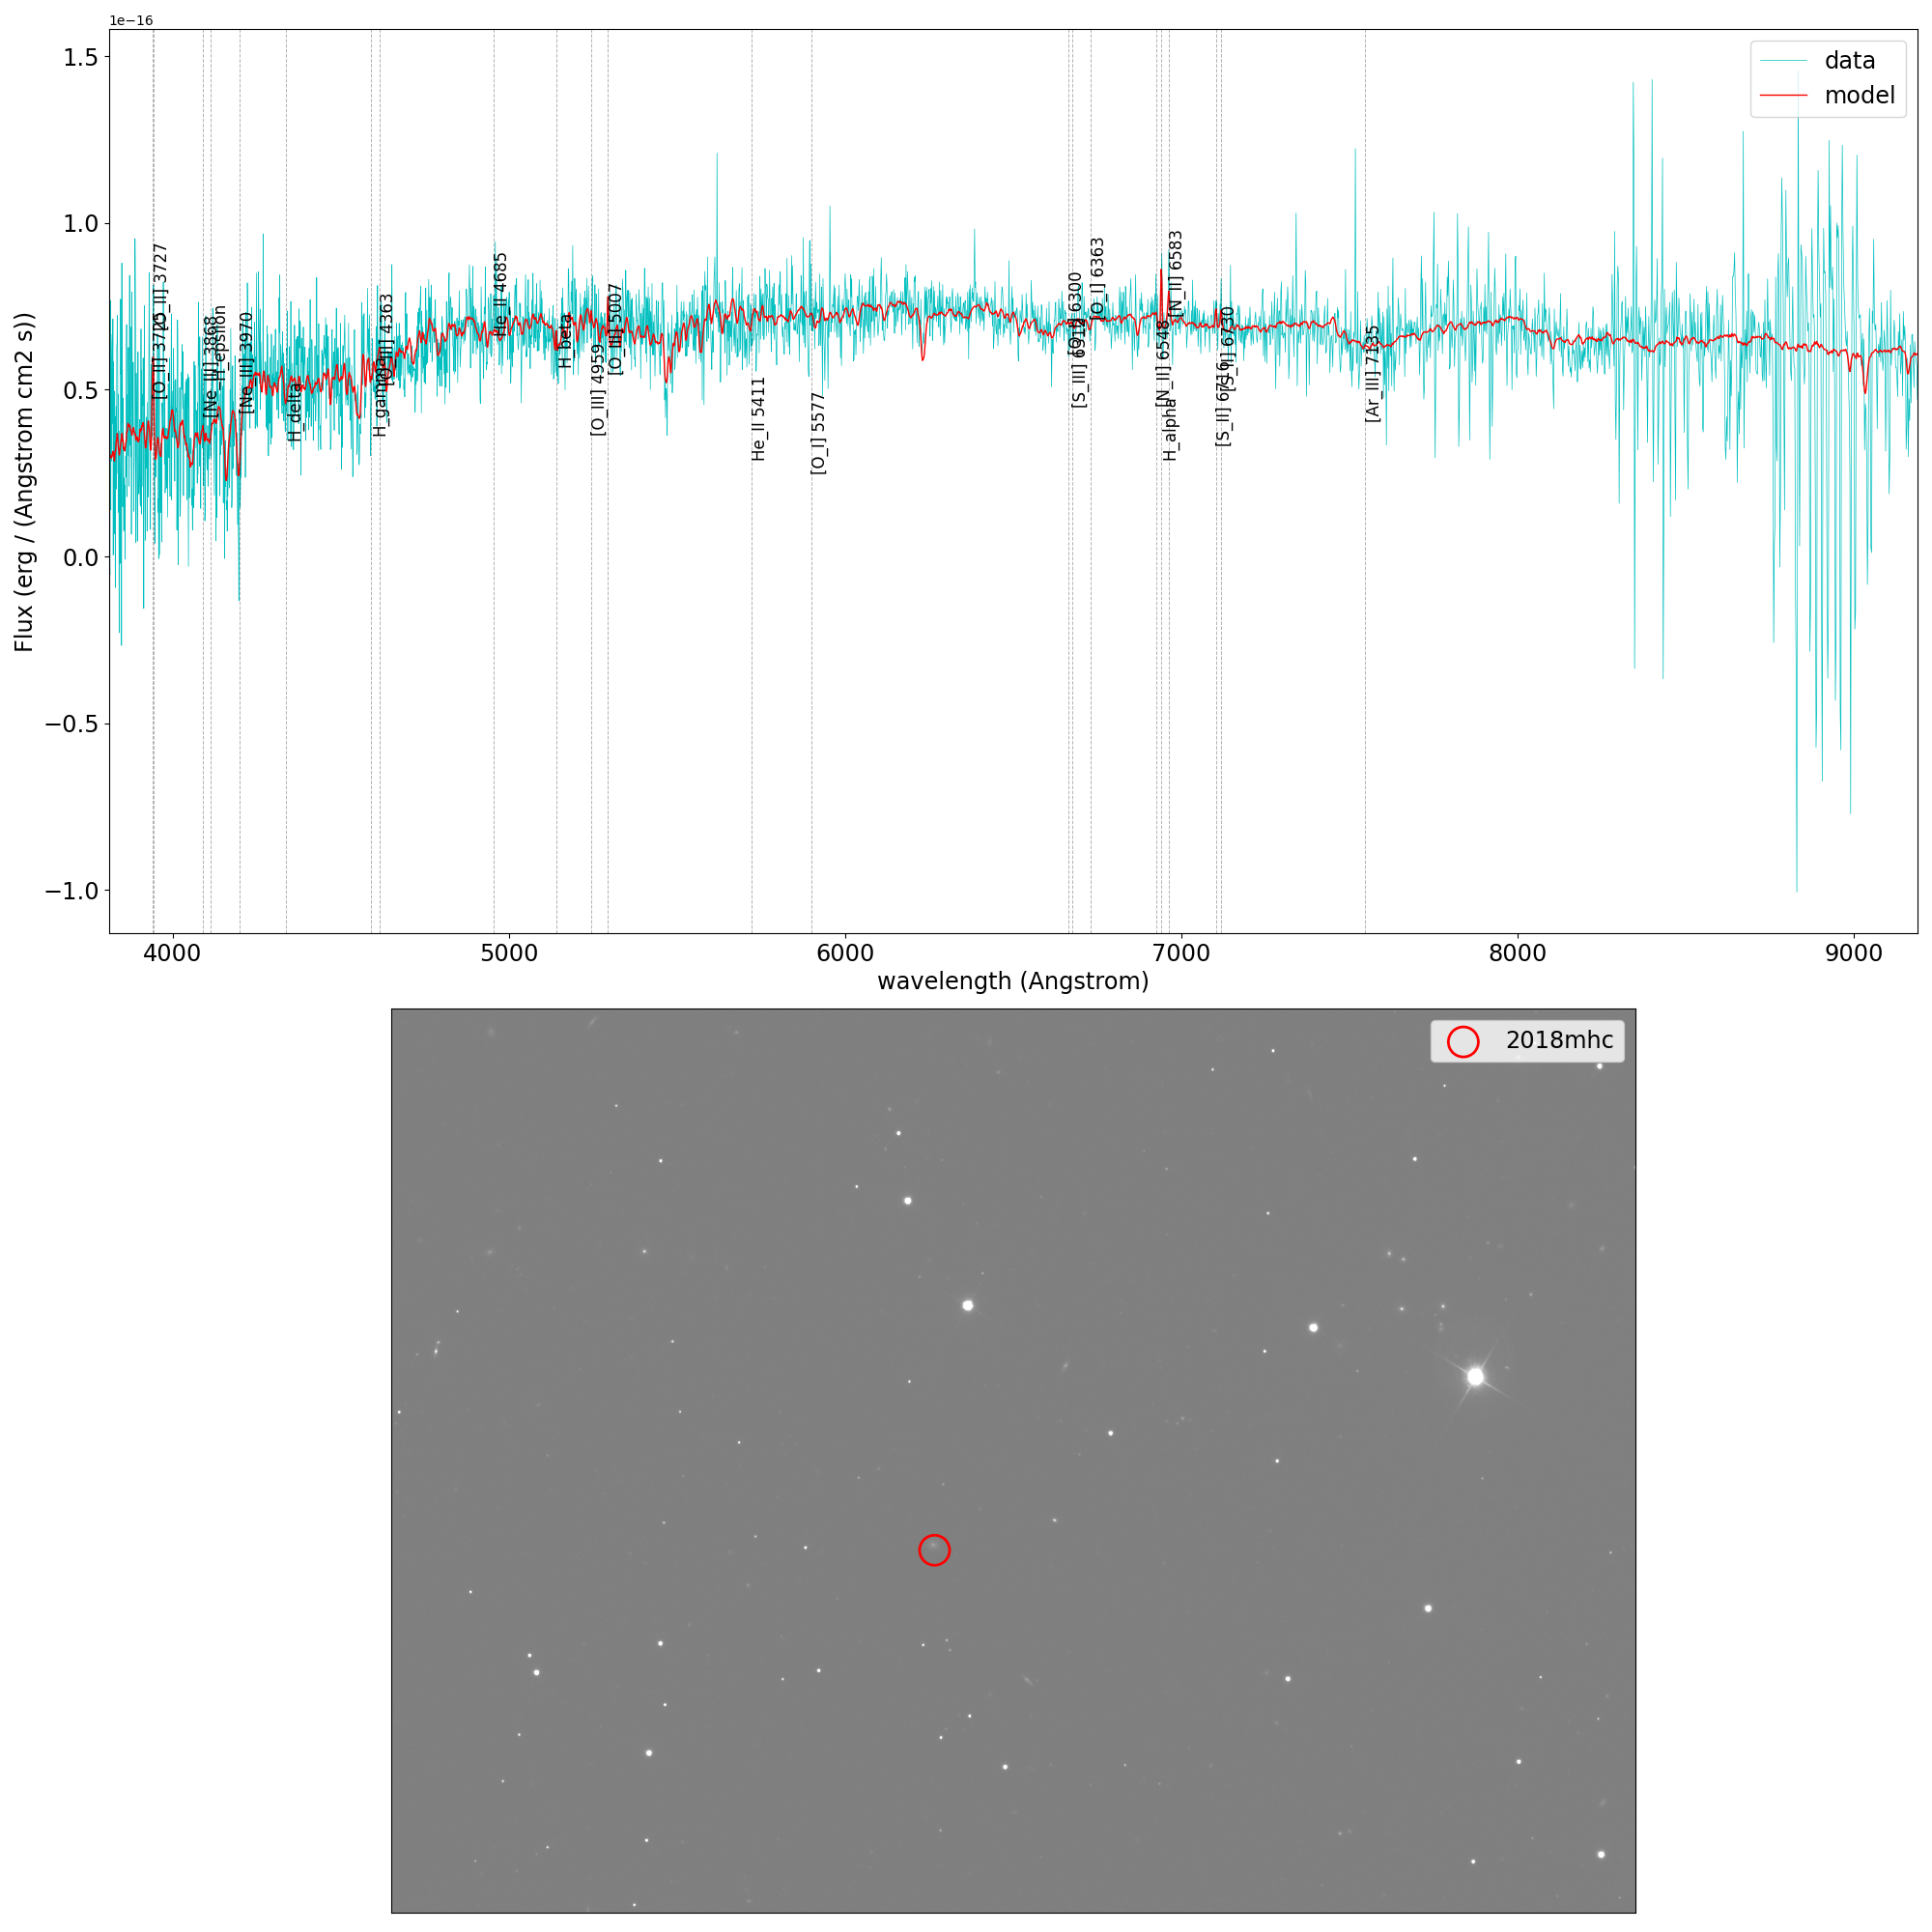 1e−16
1.5
1.0
0.5
0.0
−0.5
−1.0
Flux (erg / (Angstrom cm2 s))
data
model
[O_II] 3727
[O_II] 3725
[Ne_III] 3868
H_epsilon
[Ne_III] 3970
H_delta
H_gamma
[O_III] 4363
He_II 4685
H_beta
[O_III] 4959
[O_III] 5007
He_II 5411
[O_I] 5577
[O_I] 6300
[S_III] 6312
[O_I] 6363
[N_II] 6548
H_alpha
[N_II] 6583
[S_II] 6716
[S_II] 6730
[Ar_III] 7135
4000
5000
6000
7000
8000
9000
wavelength (Angstrom)
2018mhc